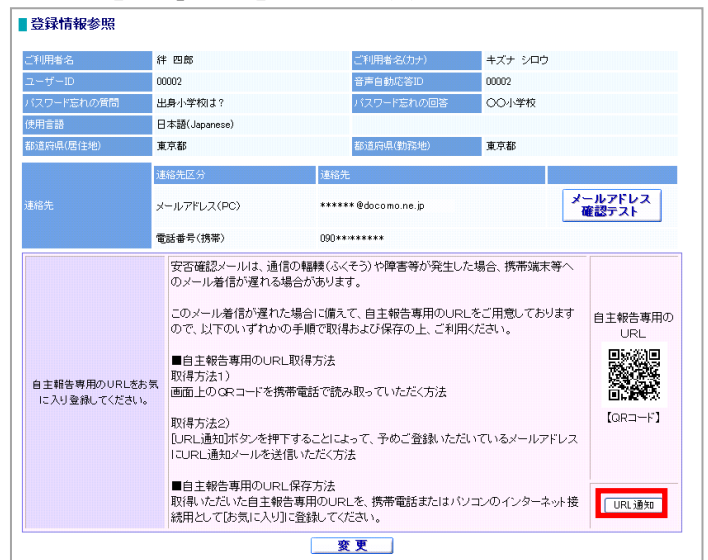 登録情報参照
ご利用者名 絆 四郎 ご利用者名(カナ) キズナ シロウ
ユーザーID 00002 音声自動応答ID 00002
パスワード忘れの質問 出身小学校は？ パスワード忘れの回答 〇〇小学校
使用言語 日本語(Japanese)
都道府県(居住地) 東京都 都道府県(勤務地) 東京都
連絡先区分 連絡先
連絡先
メールアドレス(PC) ******@docomo.ne.jp メールアドレス
確認テスト
電話番号(携帯) 090********
安否確認メールは、通信の輻輳(ふくそう)や障害等が発生した場合、携帯端末等へ
のメール着信が遅れる場合があります。
このメール着信が遅れた場合に備えて、自主報告専用のURLをご用意しております
ので、以下のいずれかの手順で取得および保存の上、ご利用ください。
■自主報告専用のURL取得方法
取得方法1)
画面上のQRコードを携帯電話で読み取っていただく方法
取得方法2)
[URL通知]ボタンを押下することによって、予めご登録いただいているメールアドレス
にURL通知メールを送信いただく方法
■自主報告専用のURL保存方法
取得いただいた自主報告専用のURLを、携帯電話またはパソコンのインターネット接
続用として[お気に入り]に登録してください。
自主報告専用のURLをお気
に入り登録してください。
自主報告専用の
URL
【QRコード】
URL通知
変 更